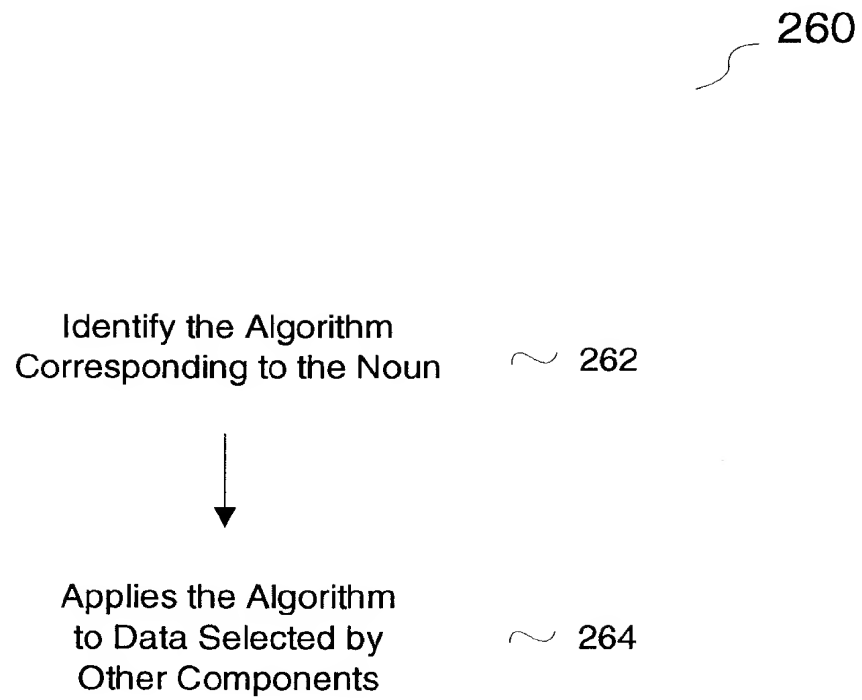 260
Identify the Algorithm
Corresponding to the Noun
262
Applies the Algorithm
to Data Selected by
Other Components
264